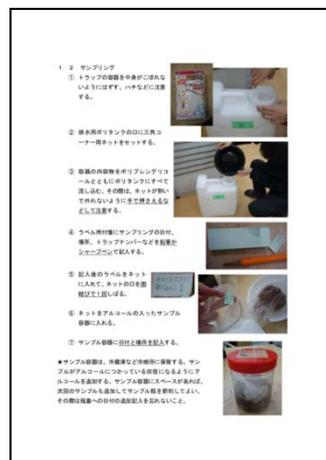 1.2 サンプリング
① トラップの容器を中身がこぼれな
いようにはずす。ハチなどに注意
する。
② 排水用ポリタンクの口に三角コ
ーナー用ネットをセットする。
③ 容器の内容物をポリプレングリコ
ールとともにポリタンクにすべて
流し込む。その際は、ネットが勢い
で外れないように手で押さえるな
どして注意する。
④ ラベル用付箋にサンプリングの日付、
場所、トラップナンバーなどを鉛筆か
シャープペンで記入する。
⑤ 記入後のラベルをネット
に入れて、ネットの口を固
結びで1回しばる。
⑥ ネットをアルコールの入ったサンプル
容器に入れる。
⑦ サンプル容器に日付と場所を記入する。
★サンプル容器は、冷蔵庫など冷暗所に保管する。サン
プルがアルコールにつかっている状態になるようにア
ルコールを追加する。サンプル容器にスペースがあれば、
次回のサンプルも追加してサンプル瓶を節約してよい。
その際は瓶蓋への日付の追加記入を忘れないこと。